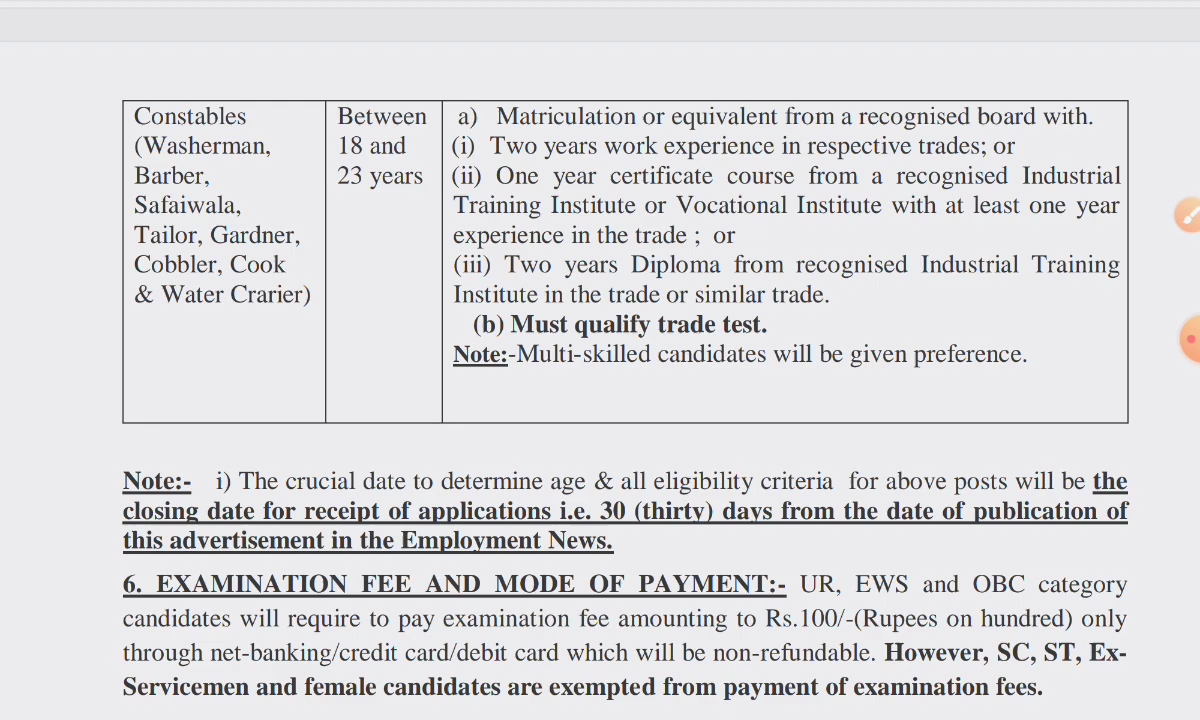 Constables
(Washerman,
Barber,
Safaiwala,
Tailor, Gardner,
Cobbler, Cook
& Water Crarier)
Between
18 and
23 years
a) Matriculation or equivalent from a recognised board with.
(i) Two years work experience in respective trades; or
(ii) One year certificate course from a recognised Industrial
Training Institute or Vocational Institute with at least one year
experience in the trade ; or
(iii) Two years Diploma from recognised Industrial Training
Institute in the trade or similar trade.
(b) Must qualify trade test.
Note:-Multi-skilled candidates will be given preference.
Note:- i) The crucial date to determine age & all eligibility criteria for above posts will be the
closing date for receipt of applications i.e. 30 (thirty) days from the date of publication of
this advertisement in the Employment News.
6. EXAMINATION FEE AND MODE OF PAYMENT:- UR, EWS and OBC category
candidates will require to pay examination fee amounting to Rs.100/-(Rupees on hundred) only
through net-banking/credit card/debit card which will be non-refundable. However, SC, ST, Ex-
Servicemen and female candidates are exempted from payment of examination fees.